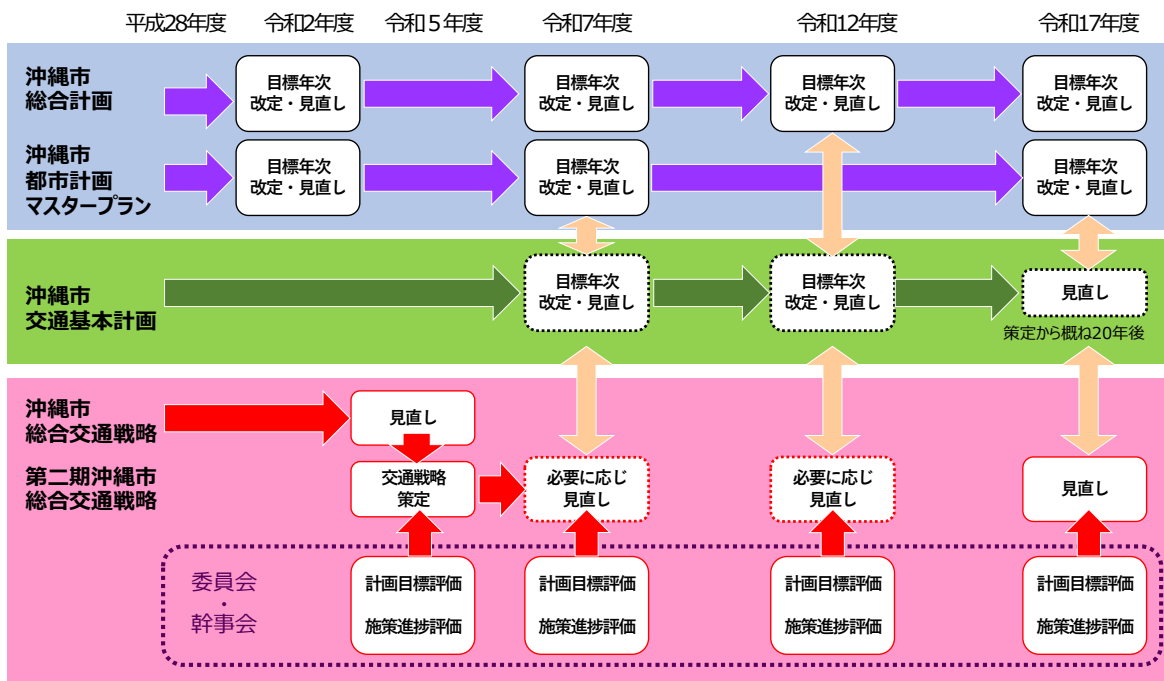 平成28年度
令和2年度
令和5年度
令和7年度
令和12年度
令和17年度
沖縄市
総合計画
目標年次
改定・見直し
目標年次
改定・見直し
目標年次
改定・見直し
目標年次
改定・見直し
沖縄市
都市計画
マスタープラン
目標年次
改定・見直し
目標年次
改定・見直し
目標年次
改定・見直し
沖縄市
交通基本計画
目標年次
改定・見直し
目標年次
改定・見直し
見直し
策定から概ね20年後
沖縄市
総合交通戦略
見直し
第二期沖縄市
総合交通戦略
交通戦略
策定
必要に応じ
見直し
必要に応じ
見直し
見直し
委員会
・
幹事会
計画目標評価
施策進捗評価
計画目標評価
施策進捗評価
計画目標評価
施策進捗評価
計画目標評価
施策進捗評価